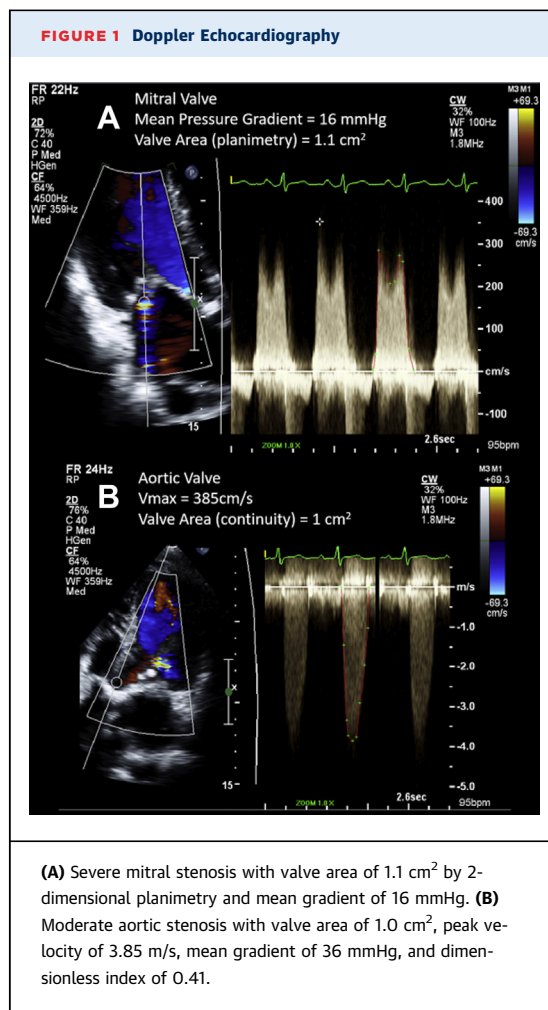 FIGURE 1 Doppler Echocardiography
FR 22Hz
RP
2D
72%
C 40
P Med
HGen
CF
64%
4500Hz
WF 359Hz
Med
A
Mitral Valve
Mean Pressure Gradient = 16 mmHg
Valve Area (planimetry) = 1.1 cm²
P
x
15
CW
32%
WF 100Hz
M3
1.8MHz
M3 M1
+69.3
-69.3
cm/s
-400
-300
-200
-100
cm/s
-100
ZOOM 1.8X
2.6sec
95bpm
FR 24Hz
RP
2D
76%
C 40
P Med
HGen
CF
64%
4500Hz
WF 359Hz
Med
B
Aortic Valve
Vmax = 385cm/s
Valve Area (continuity) = 1 cm²
x
15
CW
32%
WF 100Hz
M3
1.8MHz
M3 M1
+69.3
-69.3
cm/s
m/s
-1.0
-2.0
-3.0
-4.0
-5.0
ZOOM 1.8X
2.6sec
95bpm
(A) Severe mitral stenosis with valve area of 1.1 cm² by 2-
dimensional planimetry and mean gradient of 16 mmHg. (B)
Moderate aortic stenosis with valve area of 1.0 cm², peak ve-
locity of 3.85 m/s, mean gradient of 36 mmHg, and dimen-
sionless index of 0.41.